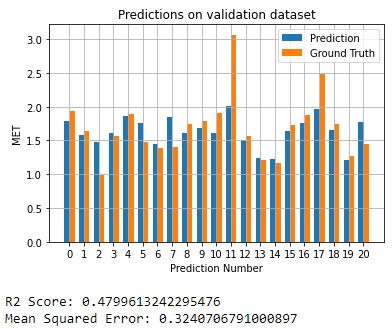 Predictions on validation dataset
Prediction
Ground Truth
3.0
2.5
2.0
1.5
1.0
0.5
0.0
MET
0 1 2 3 4 5 6 7 8 9 10 11 12 13 14 15 16 17 18 19 20
Prediction Number
R2 Score: 0.4799613242295476
Mean Squared Error: 0.3240706791000897